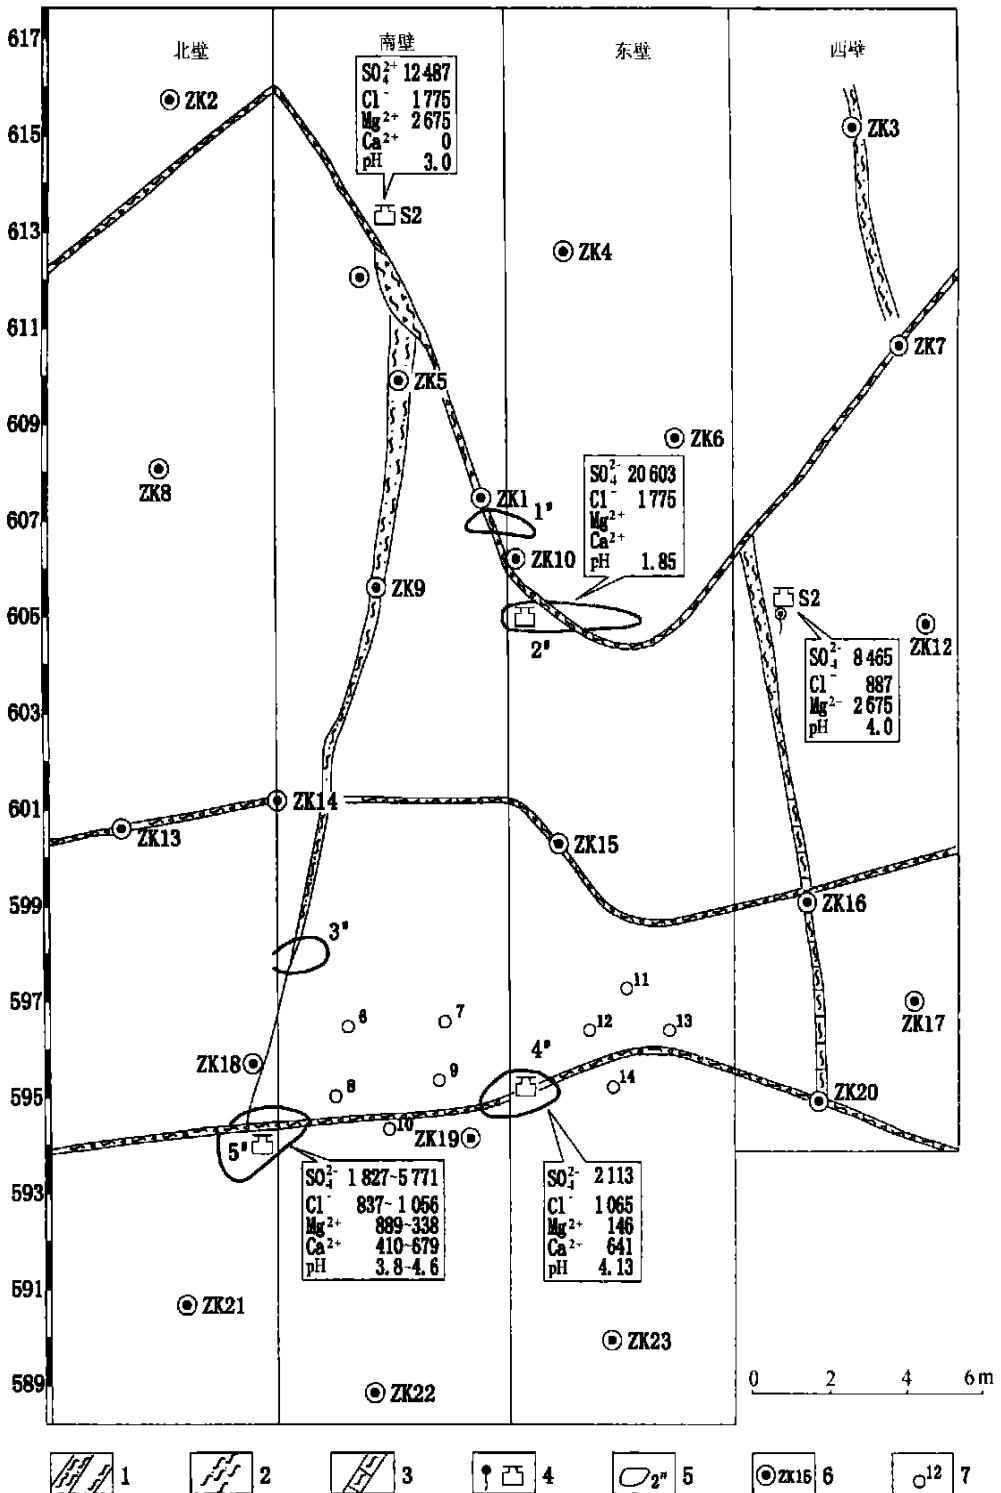 617
615
613
611
609
607
605
603
601
599
597
595
593
591
589
北壁
南壁
东壁
西壁
SO₄²⁺ 12 487
Cl⁻ 1 775
Mg²⁺ 2 675
Ca²⁺ 0
pH 3.0
ZK2
ZK3
S2
ZK4
ZK7
ZK5
ZK6
ZK8
SO₄²⁻ 20 603
Cl⁻ 1 775
Mg²⁺
Ca²⁺
pH 1.85
ZK1
1"
ZK10
ZK9
2"
S2
ZK12
SO₄²⁻ 8 465
Cl⁻ 887
Mg²⁻ 2 675
pH 4.0
ZK14
ZK13
ZK15
ZK16
3"
11
6
7
12
13
ZK17
4"
ZK18
9
8
14
ZK20
10
ZK19
5"
SO₄²⁻ 1 827~5 771
Cl⁻ 837~1 056
Mg²⁺ 889~338
Ca²⁺ 410~679
pH 3.8~4.6
SO₄²⁻ 2 113
Cl⁻ 1 065
Mg²⁺ 146
Ca²⁻ 641
pH 4.13
ZK21
ZK23
ZK22
0 2 4 6 m
1
2
3
4
2" 5
ZK15 6
12 7